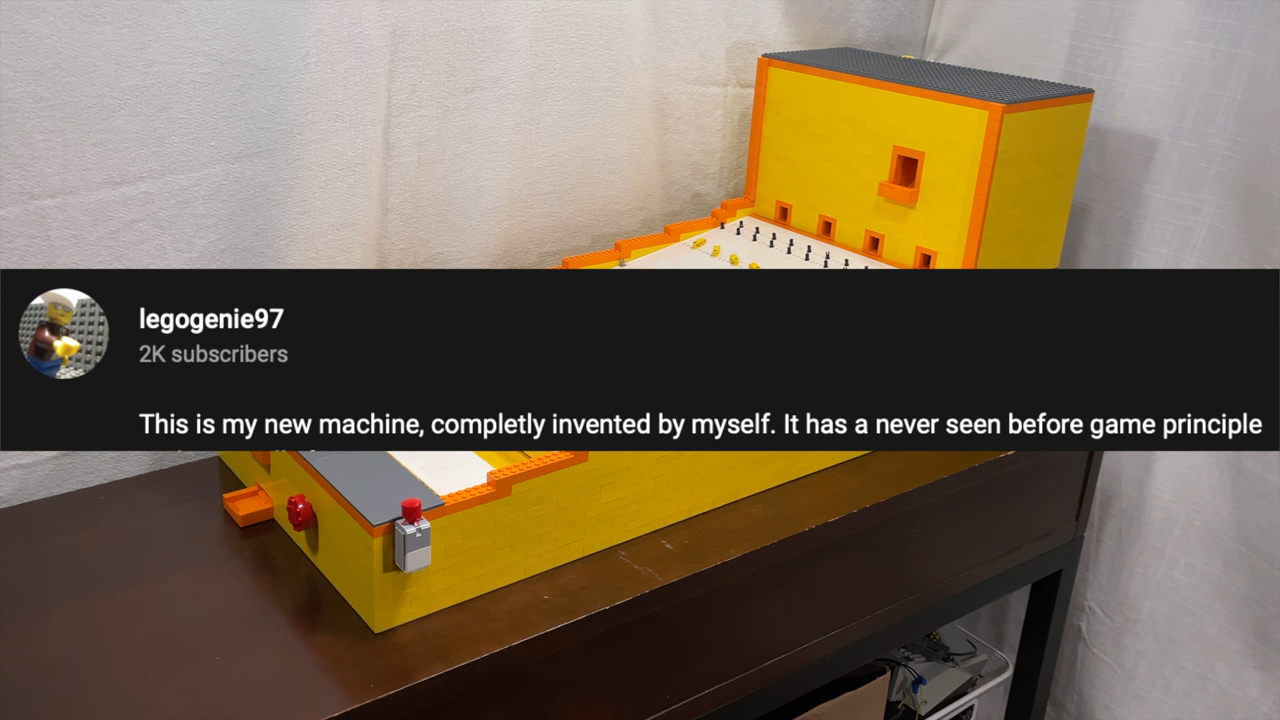 legogenie97
2K subscribers
This is my new machine, completly invented by myself. It has a never seen before game principle